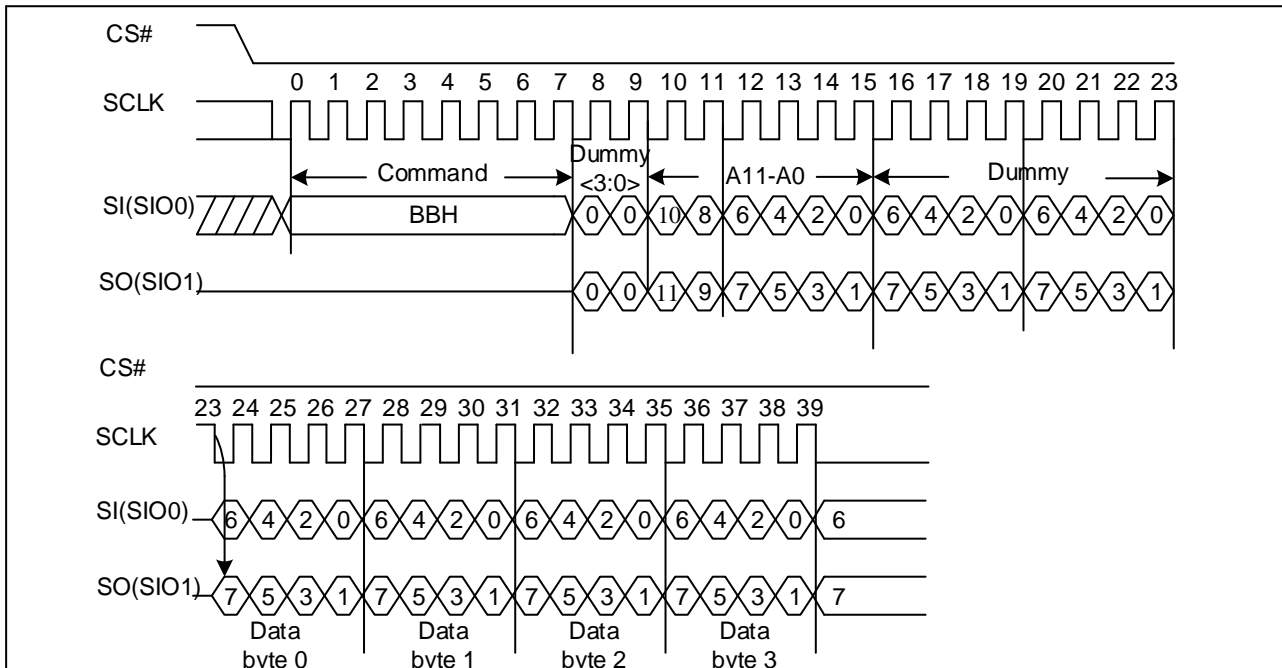 CS#
0 1 2 3 4 5 6 7 8 9 10 11 12 13 14 15 16 17 18 19 20 21 22 23
SCLK
Command Dummy <3:0> A11-A0 Dummy
SI(SIO0) BBH 0 0 10 8 6 4 2 0 6 4 2 0 6 4 2 0
SO(SIO1) 0 0 11 9 7 5 3 1 7 5 3 1 7 5 3 1
CS#
23 24 25 26 27 28 29 30 31 32 33 34 35 36 37 38 39
SCLK
SI(SIO0) 6 4 2 0 6 4 2 0 6 4 2 0 6 4 2 0 6
SO(SIO1) 7 5 3 1 7 5 3 1 7 5 3 1 7 5 3 1 7
Data Data Data Data
byte 0 byte 1 byte 2 byte 3